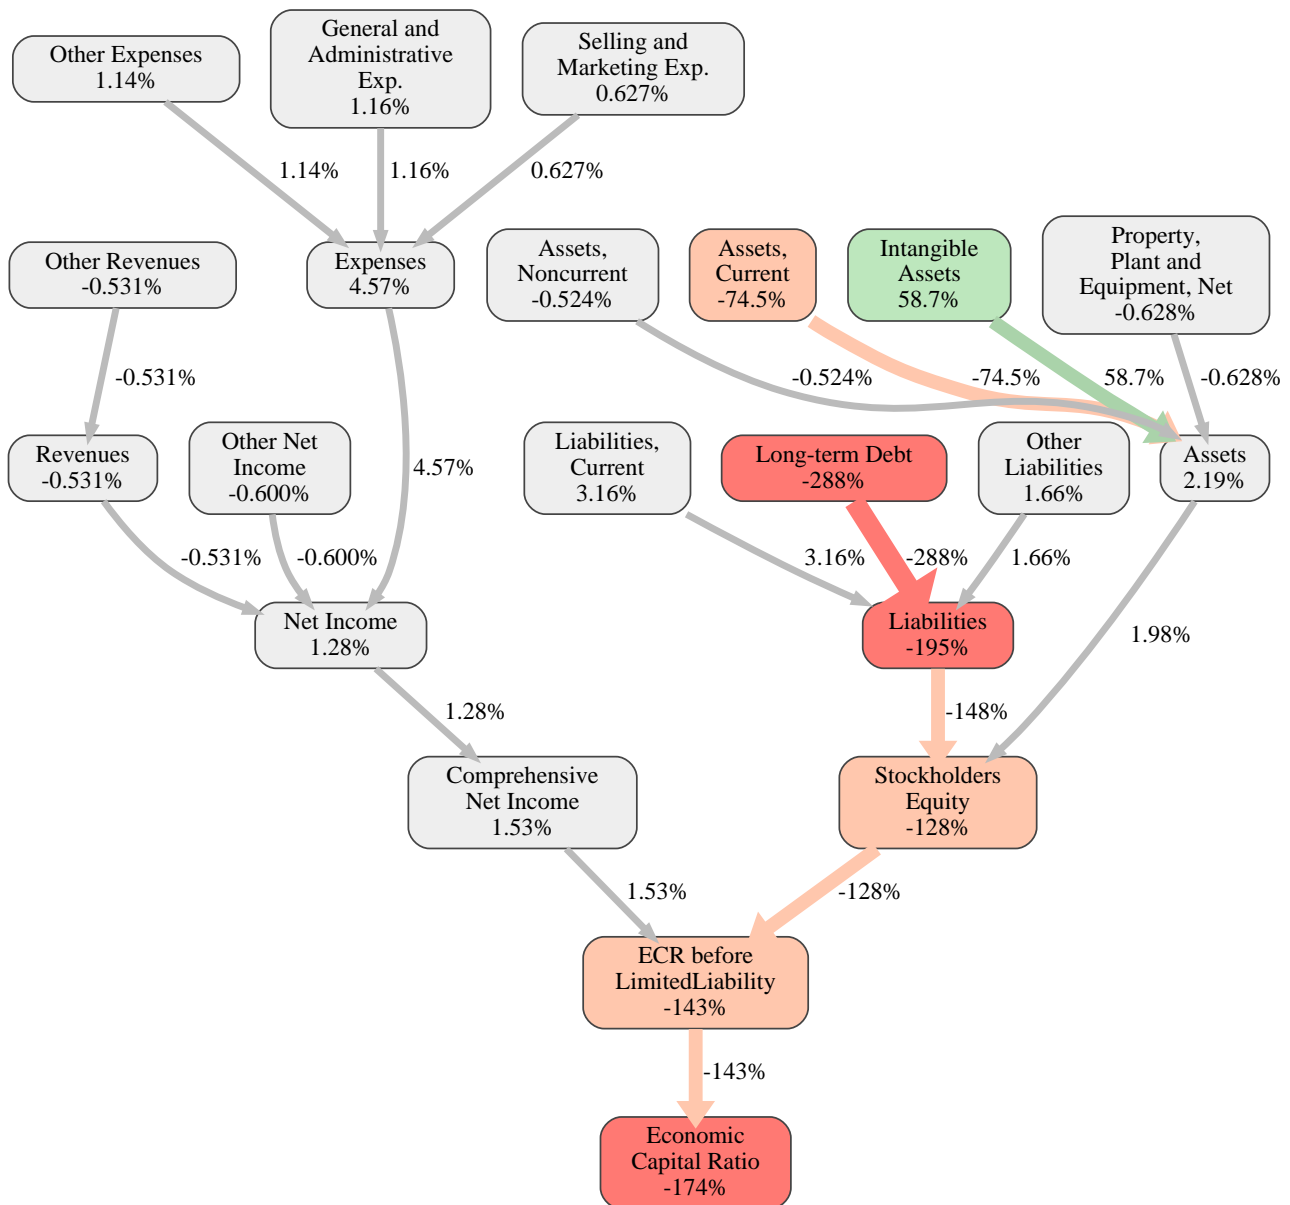 Other Expenses
1.14%
General and
Administrative
Exp.
1.16%
Selling and
Marketing Exp.
0.627%
1.14%
1.16%
0.627%
Other Revenues
-0.531%
Expenses
4.57%
Assets,
Noncurrent
-0.524%
Assets,
Current
-74.5%
Intangible
Assets
58.7%
Property,
Plant and
Equipment, Net
-0.628%
-0.531%
-0.524%
-74.5%
58.7%
-0.628%
Revenues
-0.531%
Other Net
Income
-0.600%
4.57%
Liabilities,
Current
3.16%
Long-term Debt
-288%
Other
Liabilities
1.66%
Assets
2.19%
-0.531%
-0.600%
3.16%
-288%
1.66%
Net Income
1.28%
Liabilities
-195%
1.98%
1.28%
-148%
Comprehensive
Net Income
1.53%
Stockholders
Equity
-128%
1.53%
-128%
ECR before
LimitedLiability
-143%
-143%
Economic
Capital Ratio
-174%